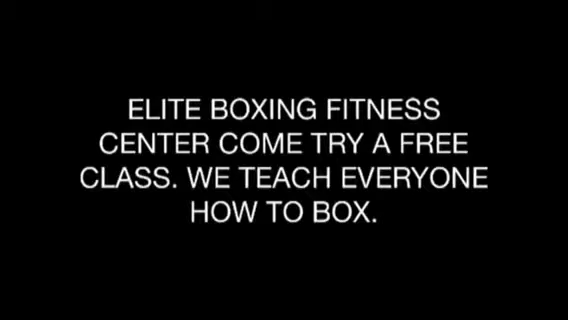 ELITE BOXING FITNESS
CENTER COME TRY A FREE
CLASS. WE TEACH EVERYONE
HOW TO BOX.